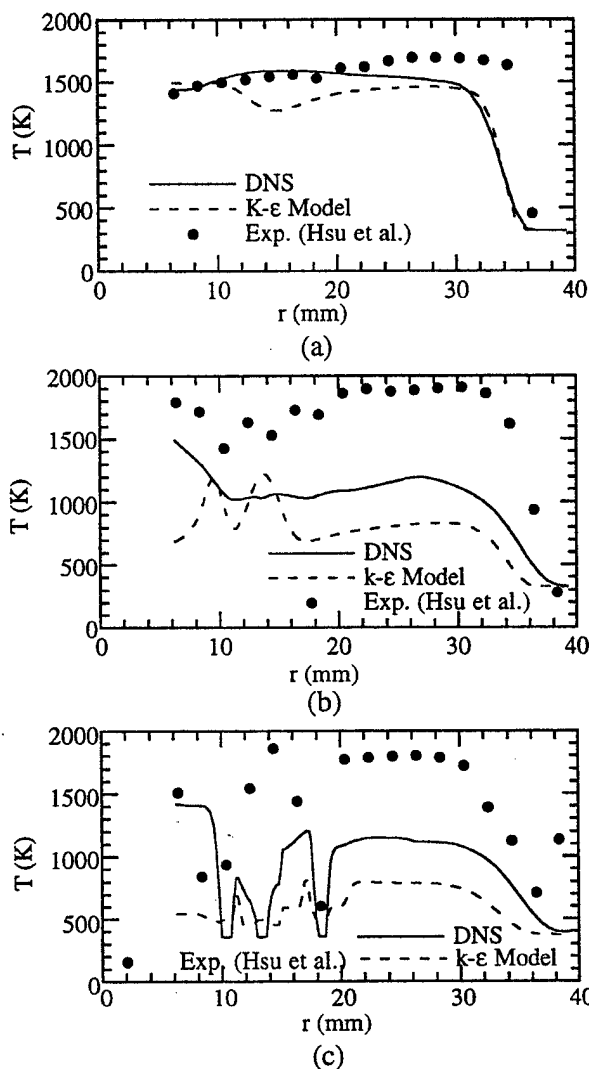 2000
1500
1000
500
0
T (K)
DNS
K-ε Model
Exp. (Hsu et al.)
0 10 20 30 40
r (mm)
(a)
2000
1500
1000
500
0
T (K)
DNS
k-ε Model
Exp. (Hsu et al.)
0 10 20 30 40
r (mm)
(b)
2000
1500
1000
500
0
T (K)
DNS
Exp. (Hsu et al.) k-ε Model
0 10 20 30 40
r (mm)
(c)